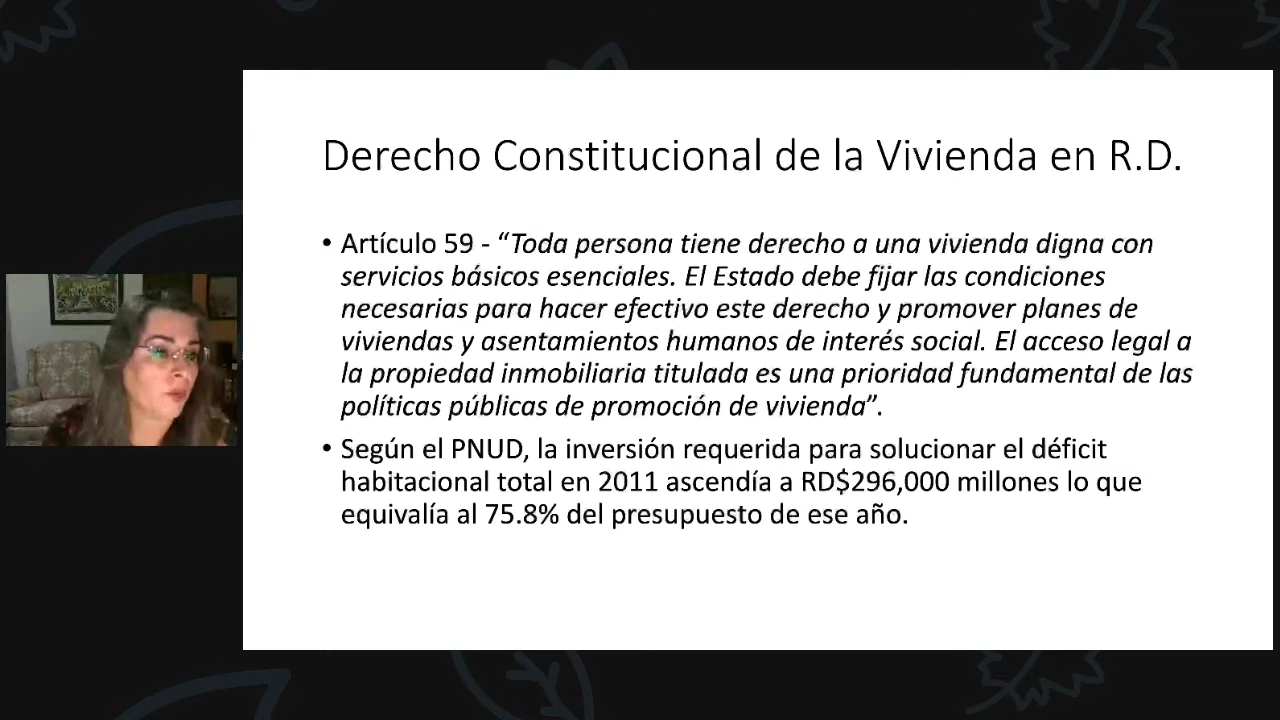 Derecho Constitucional de la Vivienda en R.D.
• Artículo 59 - “Toda persona tiene derecho a una vivienda digna con
servicios básicos esenciales. El Estado debe fijar las condiciones
necesarias para hacer efectivo este derecho y promover planes de
viviendas y asentamientos humanos de interés social. El acceso legal a
la propiedad inmobiliaria titulada es una prioridad fundamental de las
políticas públicas de promoción de vivienda”.
• Según el PNUD, la inversión requerida para solucionar el déficit
habitacional total en 2011 ascendía a RD$296,000 millones lo que
equivalía al 75.8% del presupuesto de ese año.